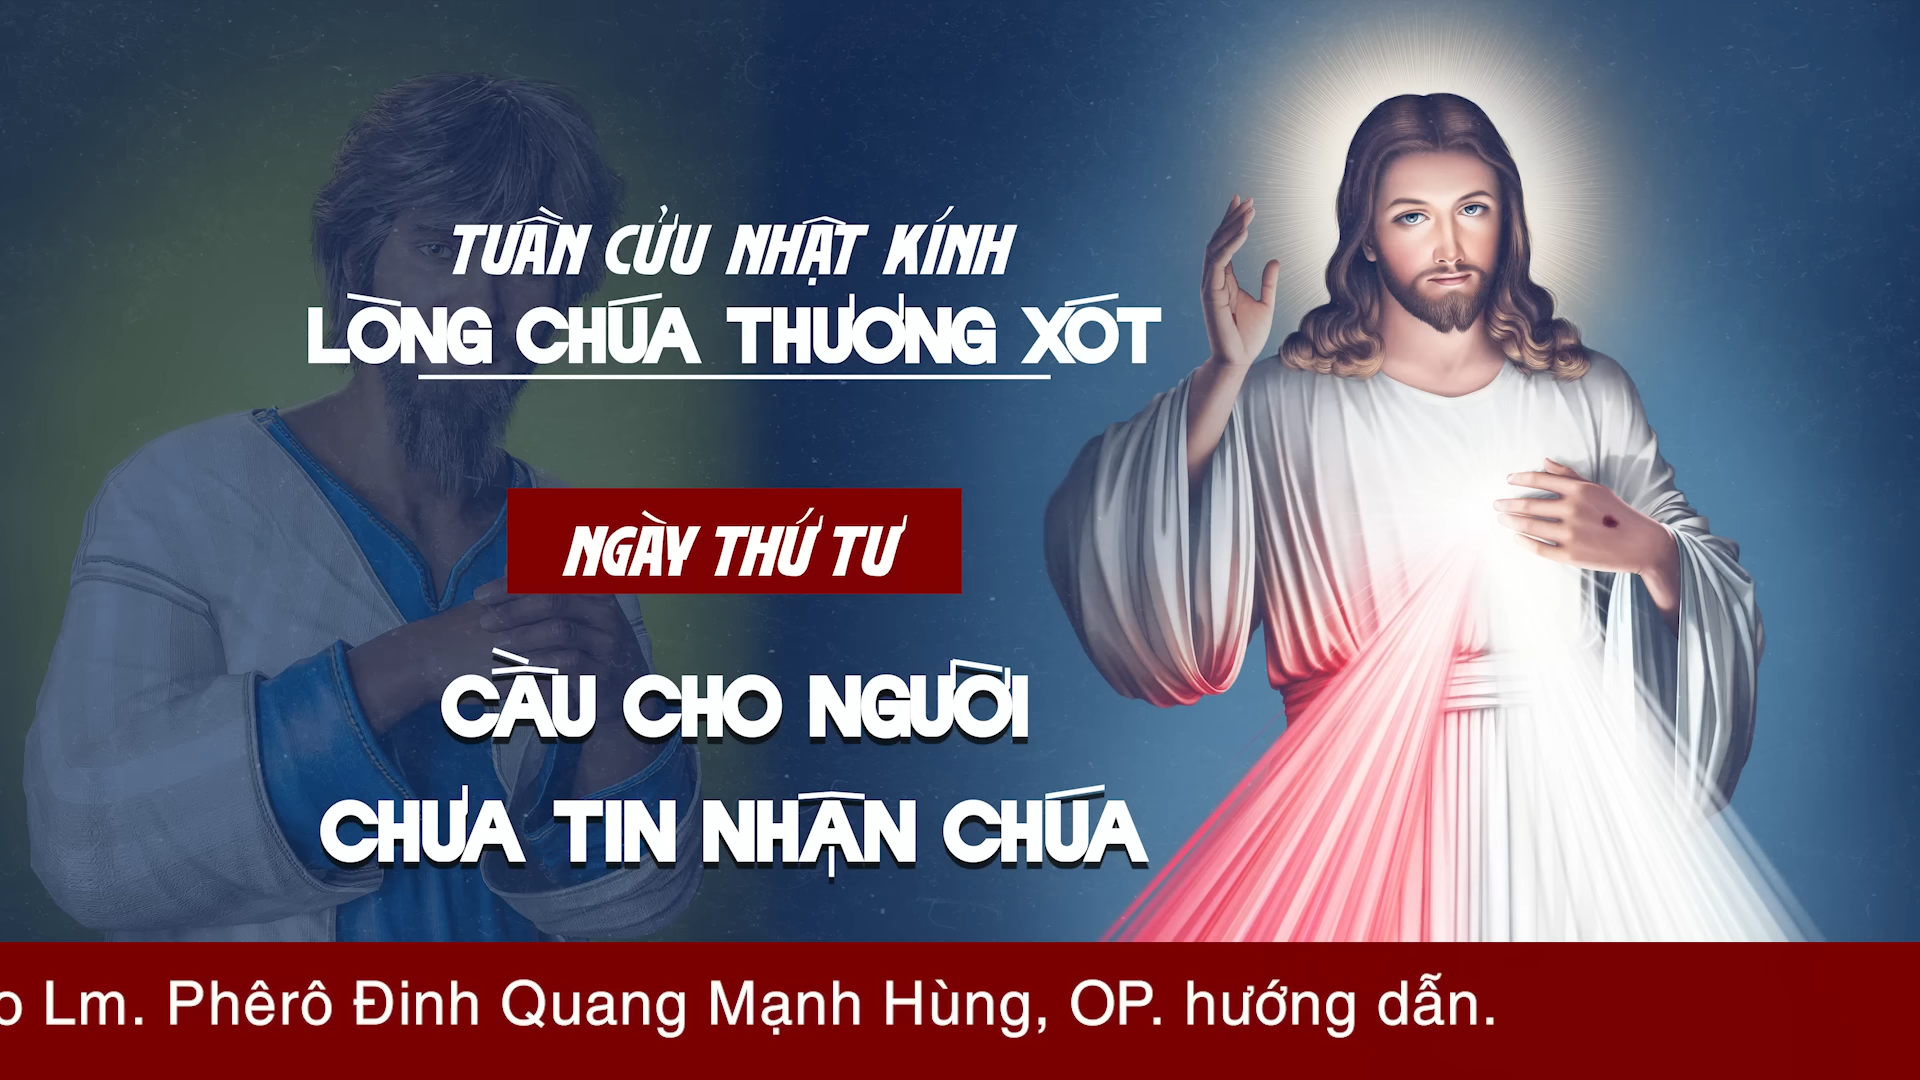 TUẦN CỬU NHẬT KÍNH
LÒNG CHÚA THƯƠNG XÓT
NGÀY THỨ TƯ
CẦU CHO NGƯỜI
CHƯA TIN NHẬN CHÚA
Lm. Phêrô Đinh Quang Mạnh Hùng, OP. hướng dẫn.